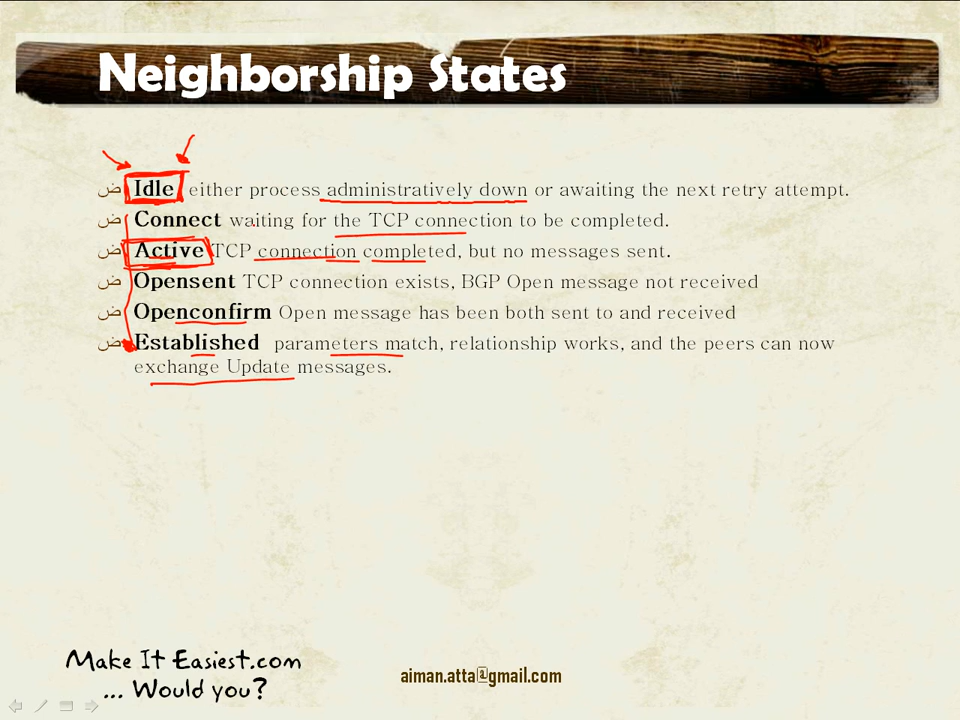 Neighborship States
ض Idle either process administratively down or awaiting the next retry attempt.
ض Connect waiting for the TCP connection to be completed.
ض Active TCP connection completed, but no messages sent.
ض Opensent TCP connection exists, BGP Open message not received
ض Openconfirm Open message has been both sent to and received
ض Established parameters match, relationship works, and the peers can now
exchange Update messages.
Make It Easiest.com
... Would you?
aiman.atta@gmail.com